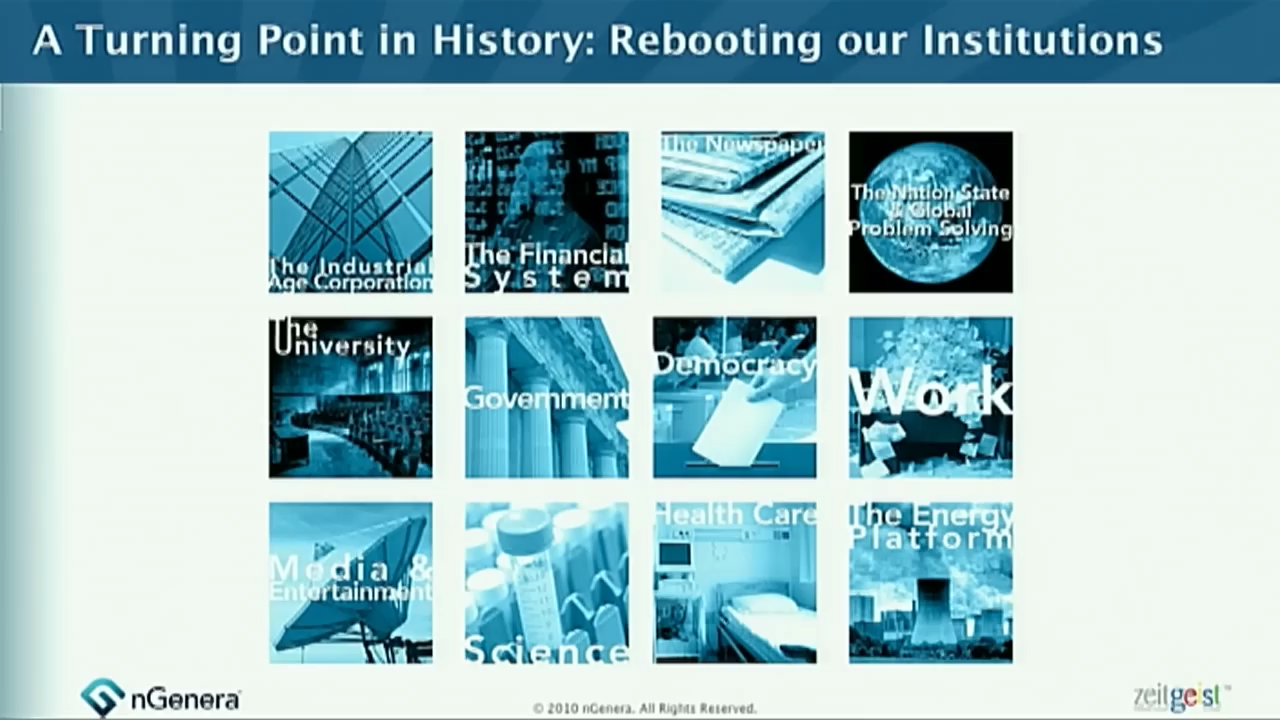 A Turning Point in History: Rebooting our Institutions
The Industrial
Age Corporation
The Financial
System
The Newspaper
The Nation State
& Global
Problem Solving
The
University
Government
Democracy
Work
Media &
Entertainment
Science
Health Care
The Energy
Platform
nGenera
© 2010 nGenera. All Rights Reserved.
zeitgeist™